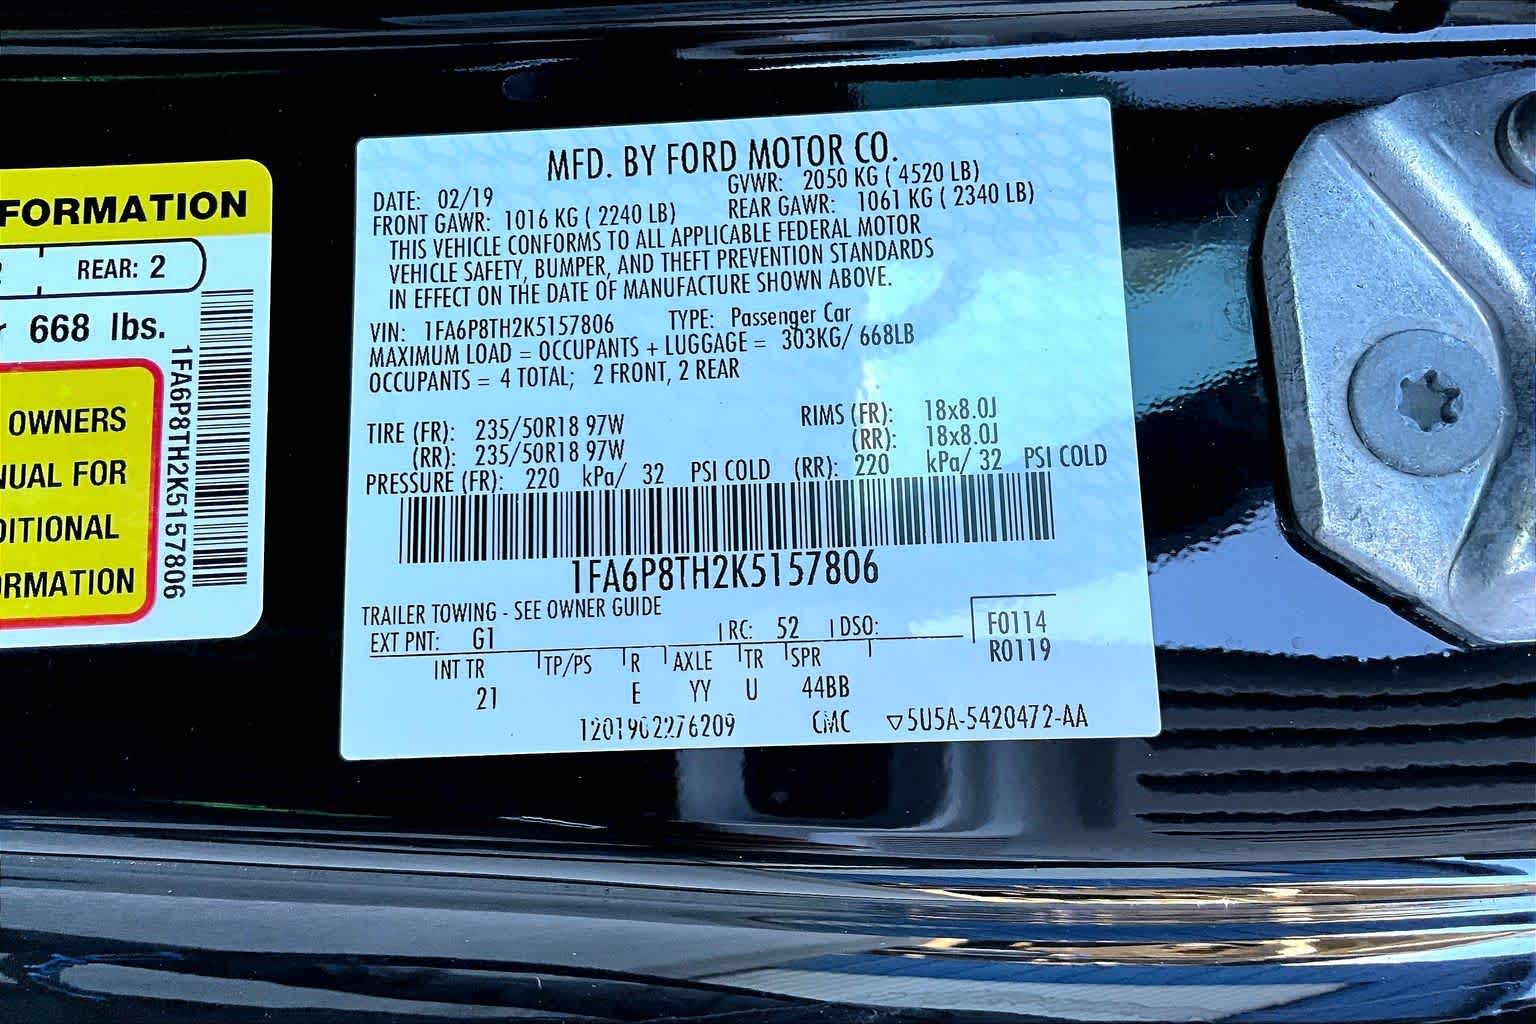 FORMATION
REAR: 2
668 lbs.
OWNERS
NUAL FOR
DITIONAL
ORMATION
1FA6P8TH2K5157806
MFD. BY FORD MOTOR CO.
DATE: 02/19 GVWR: 2050 KG ( 4520 LB)
FRONT GAWR: 1016 KG ( 2240 LB) REAR GAWR: 1061 KG ( 2340 LB)
THIS VEHICLE CONFORMS TO ALL APPLICABLE FEDERAL MOTOR
VEHICLE SAFETY, BUMPER, AND THEFT PREVENTION STANDARDS
IN EFFECT ON THE DATE OF MANUFACTURE SHOWN ABOVE.
VIN: 1FA6P8TH2K5157806 TYPE: Passenger Car
MAXIMUM LOAD = OCCUPANTS + LUGGAGE = 303KG/ 668LB
OCCUPANTS = 4 TOTAL; 2 FRONT, 2 REAR
TIRE (FR): 235/50R18 97W RIMS (FR): 18x8.0J
(RR): 235/50R18 97W (RR): 18x8.0J
PRESSURE (FR): 220 kPa/ 32 PSI COLD (RR): 220 kPa/ 32 PSI COLD
1FA6P8TH2K5157806
TRAILER TOWING - SEE OWNER GUIDE
EXT PNT: G1 RC: 52 DSO: F0114
R0119
INT TR TP/PS R AXLE TR SPR
21 E YY U 44BB
1201902276209 CMC ▽5U5A-5420472-AA